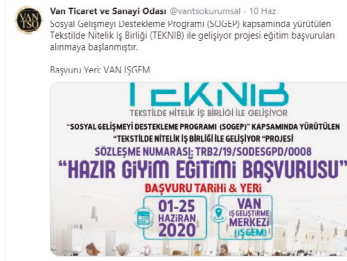 VAN TSO
Van Ticaret ve Sanayi Odası @vantsokurumsal · 10 Haz
Sosyal Gelişmeyi Destekleme Programı (SOGEP) kapsamında yürütülen
Tekstilde Nitelik İş Birliği (TEKNİB) ile gelişiyor projesi eğitim başvuruları
alınmaya başlanmıştır.
Başvuru Yeri: VAN İŞGEM
TEKNİB
TEKSTİLDE NİTELİK İŞ BİRLİĞİ İLE GELİŞİYOR
"SOSYAL GELİŞMEYİ DESTEKLEME PROGRAMI (SOGEP)" KAPSAMINDA YÜRÜTÜLEN
"TEKSTİLDE NİTELİK İŞ BİRLİĞİ İLE GELİŞİYOR "PROJESİ
SÖZLEŞME NUMARASI: TRB2/19/SODESGPD/0008
"HAZIR GİYİM EĞİTİMİ BAŞVURUSU"
BAŞVURU TARİHİ & YERİ
01-25
HAZİRAN
2020
VAN
İŞ GELİŞTİRME
MERKEZİ
(İŞGEM)